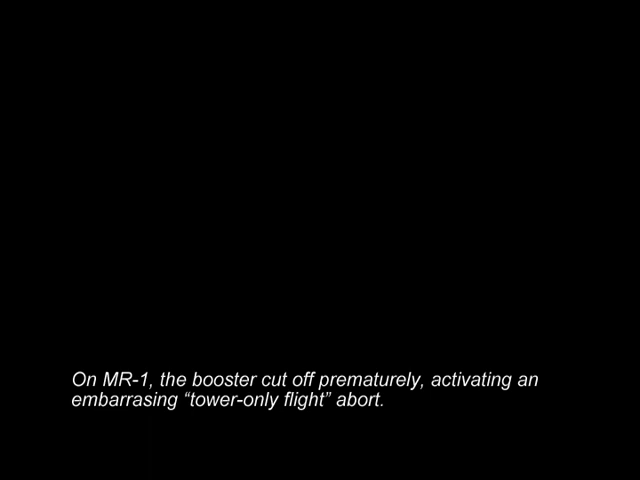 On MR-1, the booster cut off prematurely, activating an
embarrasing “tower-only flight” abort.